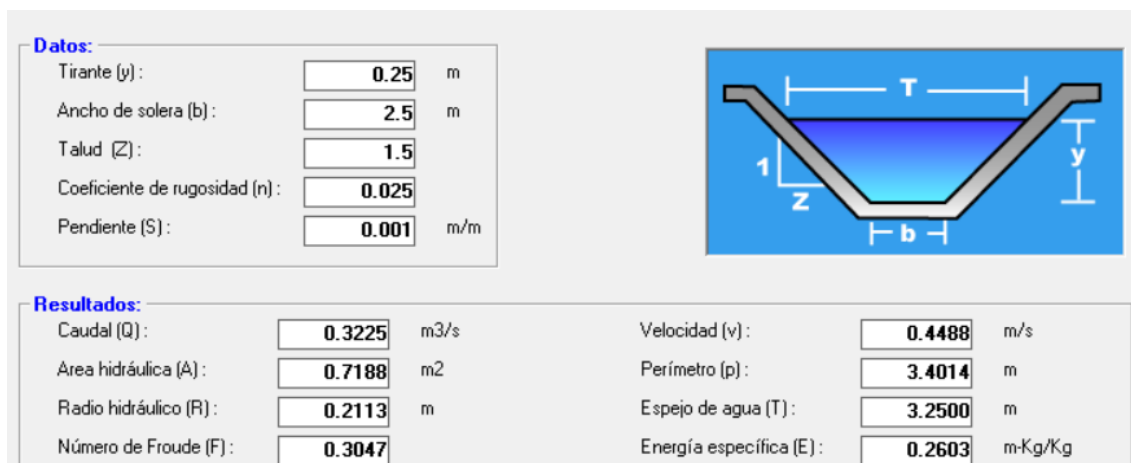 Datos:
Tirante (y) : 0.25 m
Ancho de solera (b) : 2.5 m
Talud (Z) : 1.5
Coeficiente de rugosidad (n) : 0.025
Pendiente (S) : 0.001 m/m
T
1
Z
y
b
Resultados:
Caudal (Q) : 0.3225 m3/s Velocidad (v) : 0.4488 m/s
Area hidráulica (A) : 0.7188 m2 Perímetro (p) : 3.4014 m
Radio hidráulico (R) : 0.2113 m Espejo de agua (T) : 3.2500 m
Número de Froude (F) : 0.3047 Energía específica (E) : 0.2603 m-Kg/Kg